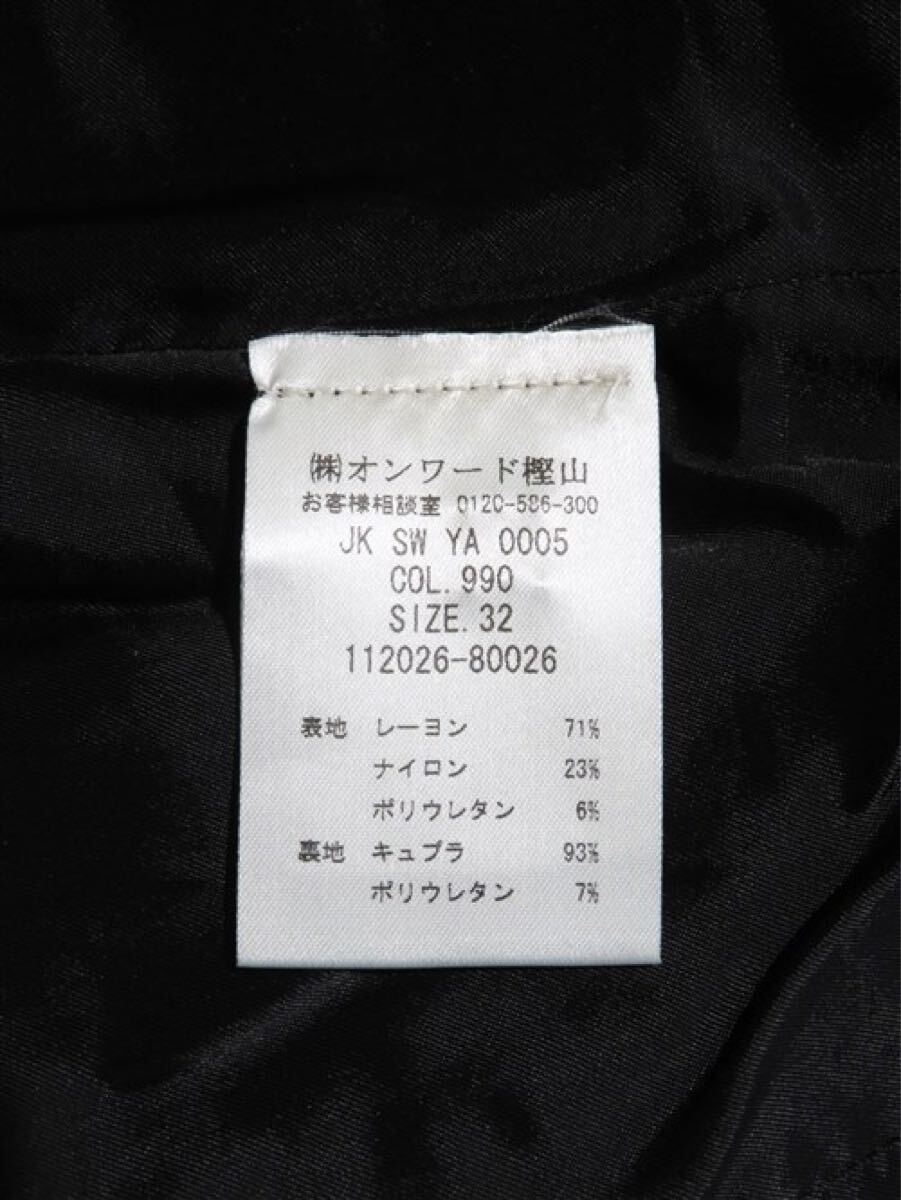 ㈱オンワード樫山
お客様相談室 0120-586-300
JK SW YA 0005
COL.990
SIZE.32
112026-80026
表地 レーヨン 71%
ナイロン 23%
ポリウレタン 6%
裏地 キュプラ 93%
ポリウレタン 7%